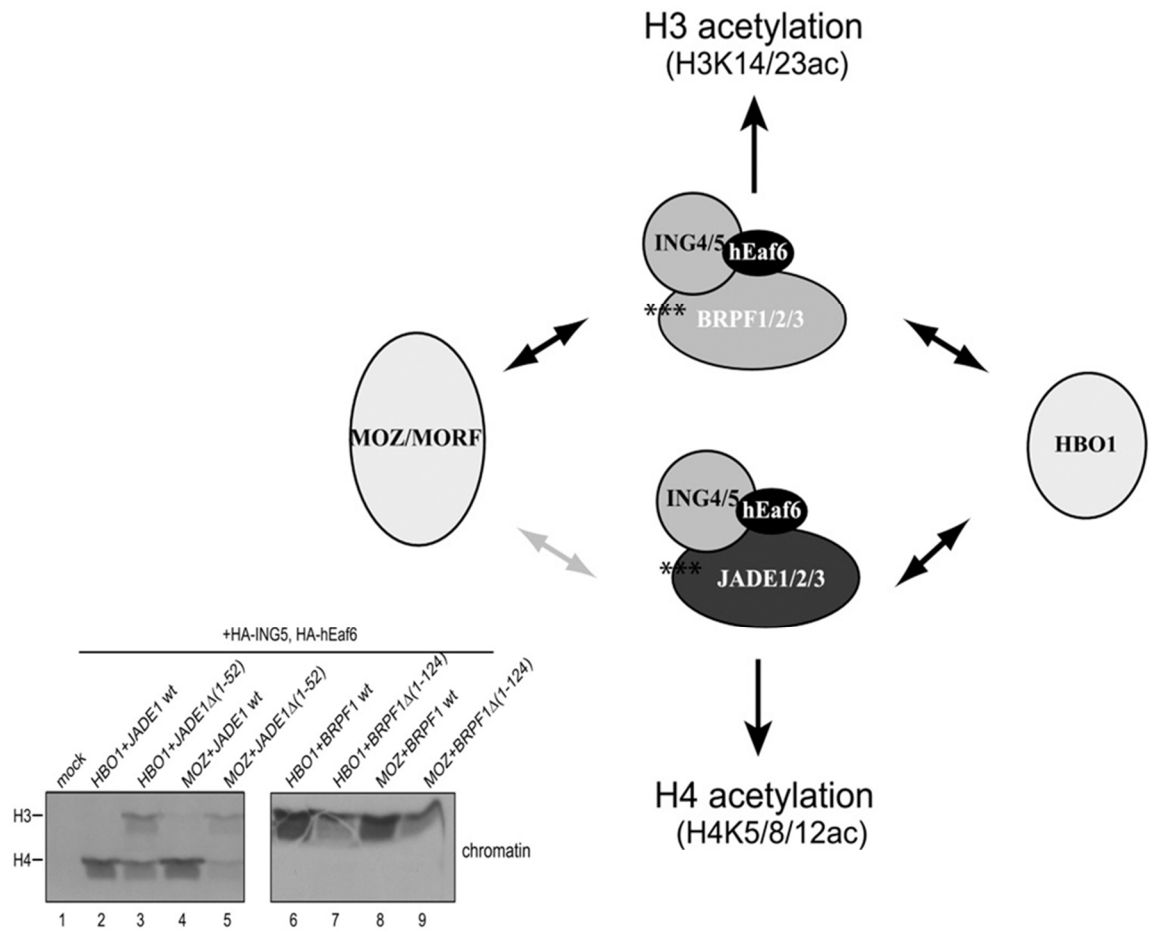 H3 acetylation
(H3K14/23ac)
ING4/5
hEaf6
***
BRPF1/2/3
MOZ/MORF
HBO1
ING4/5
hEaf6
***
JADE1/2/3
H4 acetylation
(H4K5/8/12ac)
+HA-ING5, HA-hEaf6
mock
HBO1+JADE1 wt
HBO1+JADE1Δ(1-52)
MOZ+JADE1 wt
MOZ+JADE1Δ(1-52)
HBO1+BRPF1 wt
HBO1+BRPF1Δ(1-124)
MOZ+BRPF1 wt
MOZ+BRPF1Δ(1-124)
H3
H4
chromatin
1 2 3 4 5 6 7 8 9